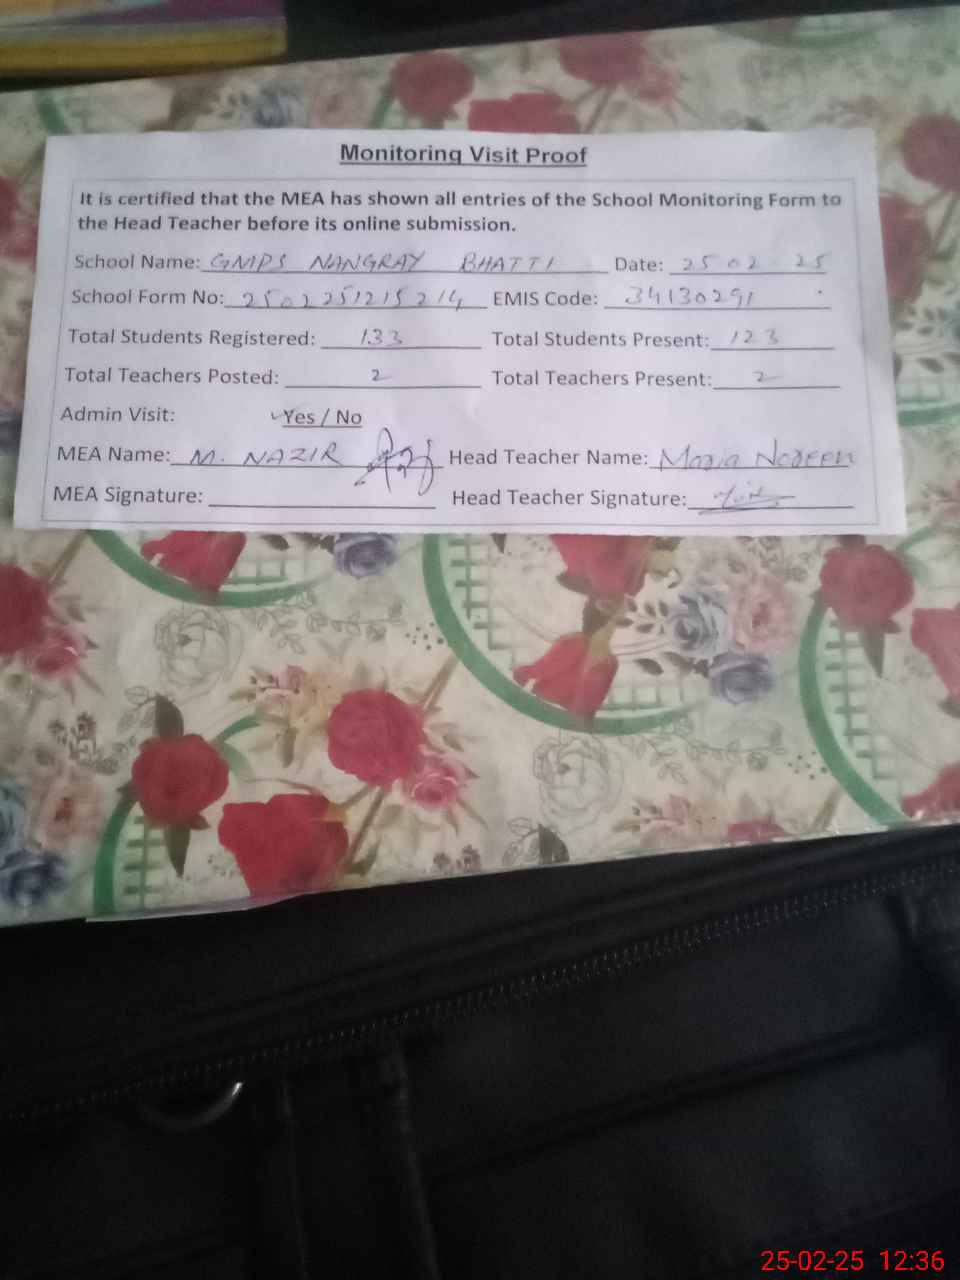 Monitoring Visit Proof
It is certified that the MEA has shown all entries of the School Monitoring Form to
the Head Teacher before its online submission.
School Name: GMPS NANGRAY BHATTI Date: 25-02-25
School Form No: 2502251215214 EMIS Code: 34130291
Total Students Registered: 133 Total Students Present: 123
Total Teachers Posted: 2 Total Teachers Present: 2
Admin Visit: Yes / No
MEA Name: M. NAZIR Head Teacher Name: Nodeen
MEA Signature: Head Teacher Signature:
25-02-25 12:36